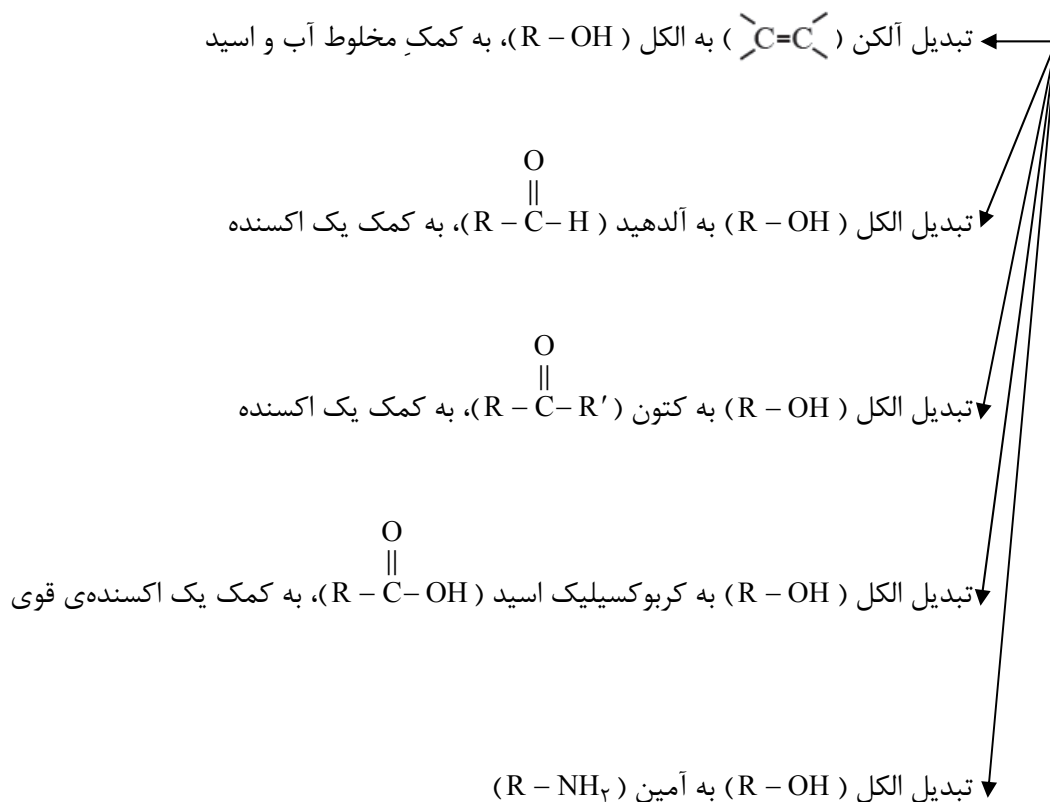 تبدیل آلکن ( C=C ) به الکل ( R – OH )، به کمکِ مخلوط آب و اسید
O
||
تبدیل الکل ( R – OH ) به آلدهید ( R – C – H )، به کمک یک اکسنده
O
||
تبدیل الکل ( R – OH ) به کتون ( R – C – R′ )، به کمک یک اکسنده
O
||
تبدیل الکل ( R – OH ) به کربوکسیلیک اسید ( R – C – OH )، به کمک یک اکسنده‌ی قوی
تبدیل الکل ( R – OH ) به آمین ( R – NH۲ )